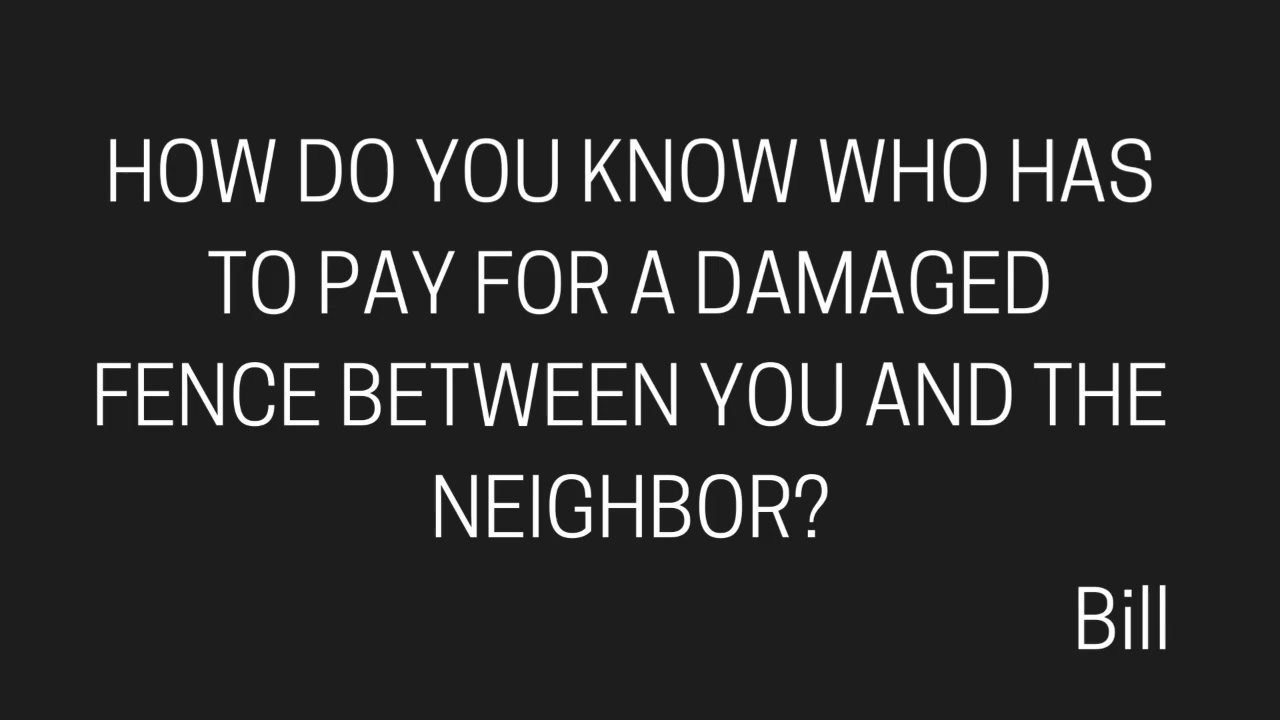 HOW DO YOU KNOW WHO HAS
TO PAY FOR A DAMAGED
FENCE BETWEEN YOU AND THE
NEIGHBOR?
Bill